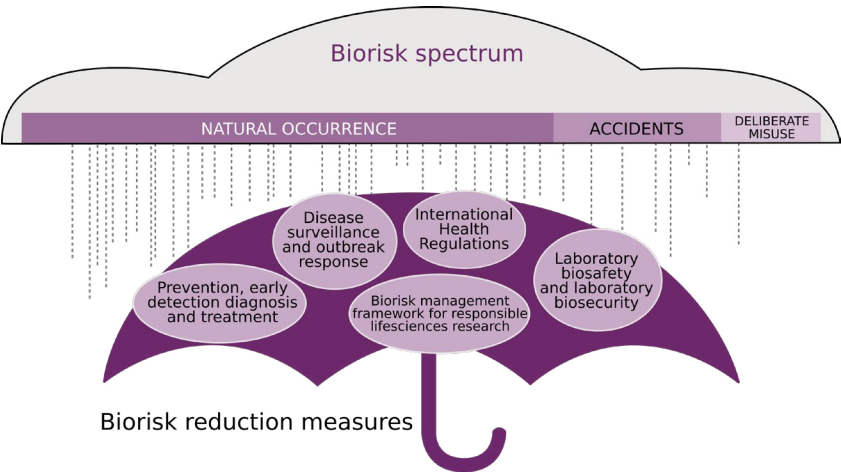 Biorisk spectrum
NATURAL OCCURRENCE
ACCIDENTS
DELIBERATE
MISUSE
Disease
surveillance
and outbreak
response
International
Health
Regulations
Laboratory
biosafety
and laboratory
biosecurity
Prevention, early
detection diagnosis
and treatment
Biorisk management
framework for responsible
lifesciences research
Biorisk reduction measures